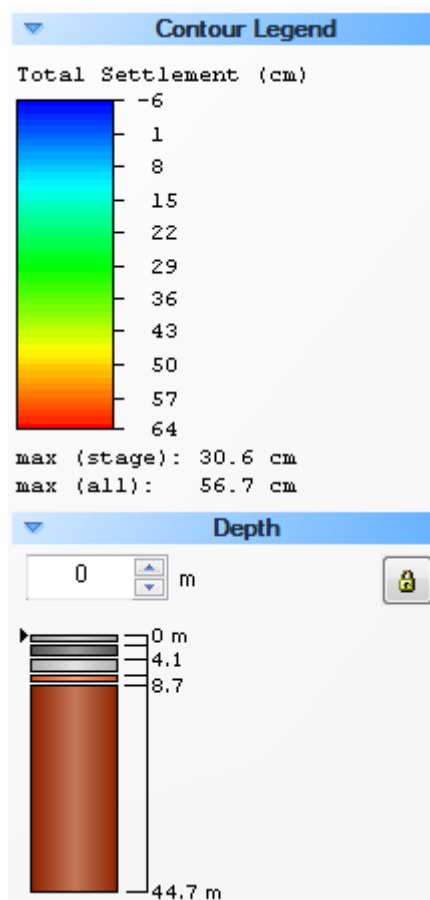 Contour Legend
Total Settlement (cm)
-6
1
8
15
22
29
36
43
50
57
64
max (stage): 30.6 cm
max (all): 56.7 cm
Depth
0 m
0 m
4.1
8.7
44.7 m